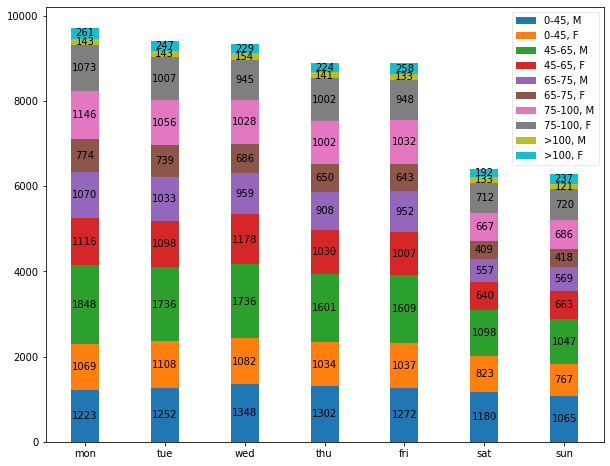 10000
8000
6000
4000
2000
0
261 247 229 224 258 192 237
143 143 154 141 133 133 121
1073 1007 945 1002 948 712 720
1146 1056 1028 1002 1032 667 686
774 739 686 650 643 409 418
1070 1033 959 908 952 557 569
1116 1098 1178 1030 1007 640 663
1848 1736 1736 1601 1609 1098 1047
1069 1108 1082 1034 1037 823 767
1223 1252 1348 1302 1272 1180 1065
mon tue wed thu fri sat sun
0-45, M
0-45, F
45-65, M
45-65, F
65-75, M
65-75, F
75-100, M
75-100, F
>100, M
>100, F